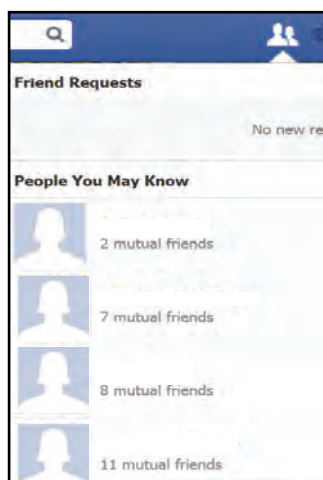 Friend Requests
No new re
People You May Know
2 mutual friends
7 mutual friends
8 mutual friends
11 mutual friends